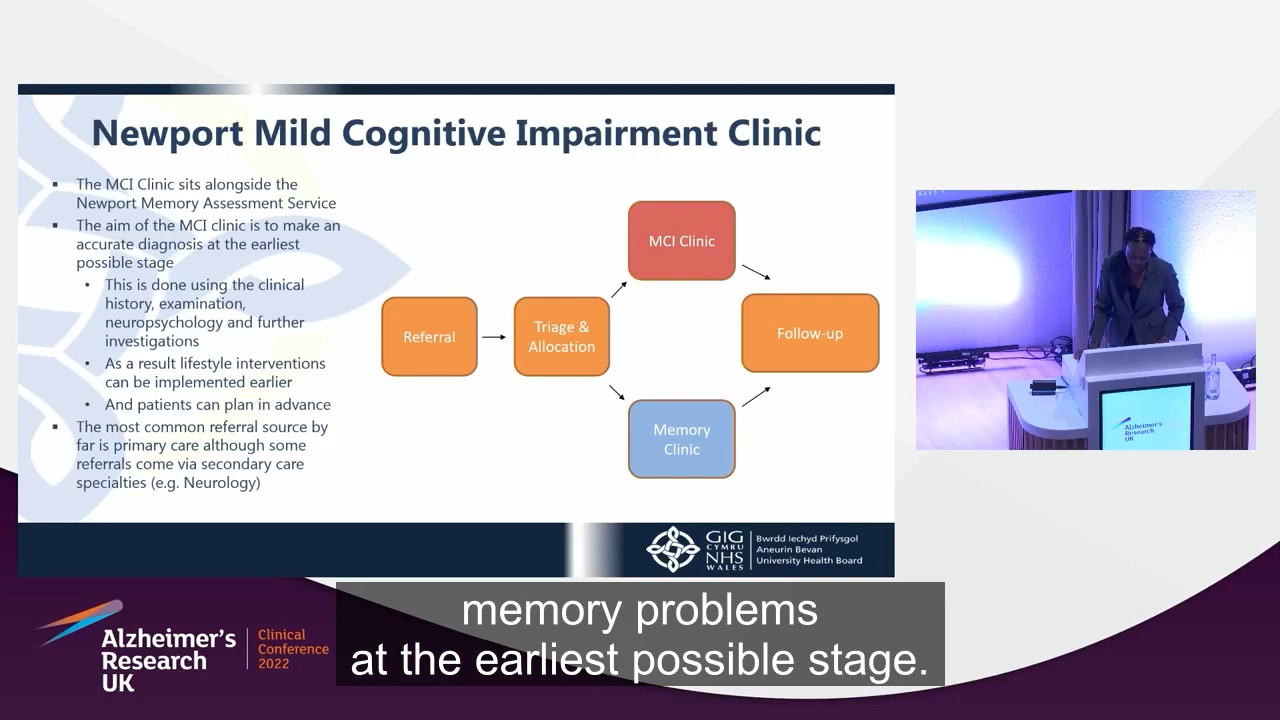 Newport Mild Cognitive Impairment Clinic
▪ The MCI Clinic sits alongside the
Newport Memory Assessment Service
▪ The aim of the MCI clinic is to make an
accurate diagnosis at the earliest
possible stage
• This is done using the clinical
history, examination,
neuropsychology and further
investigations
• As a result lifestyle interventions
can be implemented earlier
• And patients can plan in advance
▪ The most common referral source by
far is primary care although some
referrals come via secondary care
specialties (e.g. Neurology)
Referral
Triage &
Allocation
MCI Clinic
Memory
Clinic
Follow-up
GIG
CYMRU
NHS
WALES
Bwrdd Iechyd Prifysgol
Aneurin Bevan
University Health Board
Alzheimer's
Research
UK
Alzheimer's
Research
UK
Clinical
Conference
2022
memory problems
at the earliest possible stage.